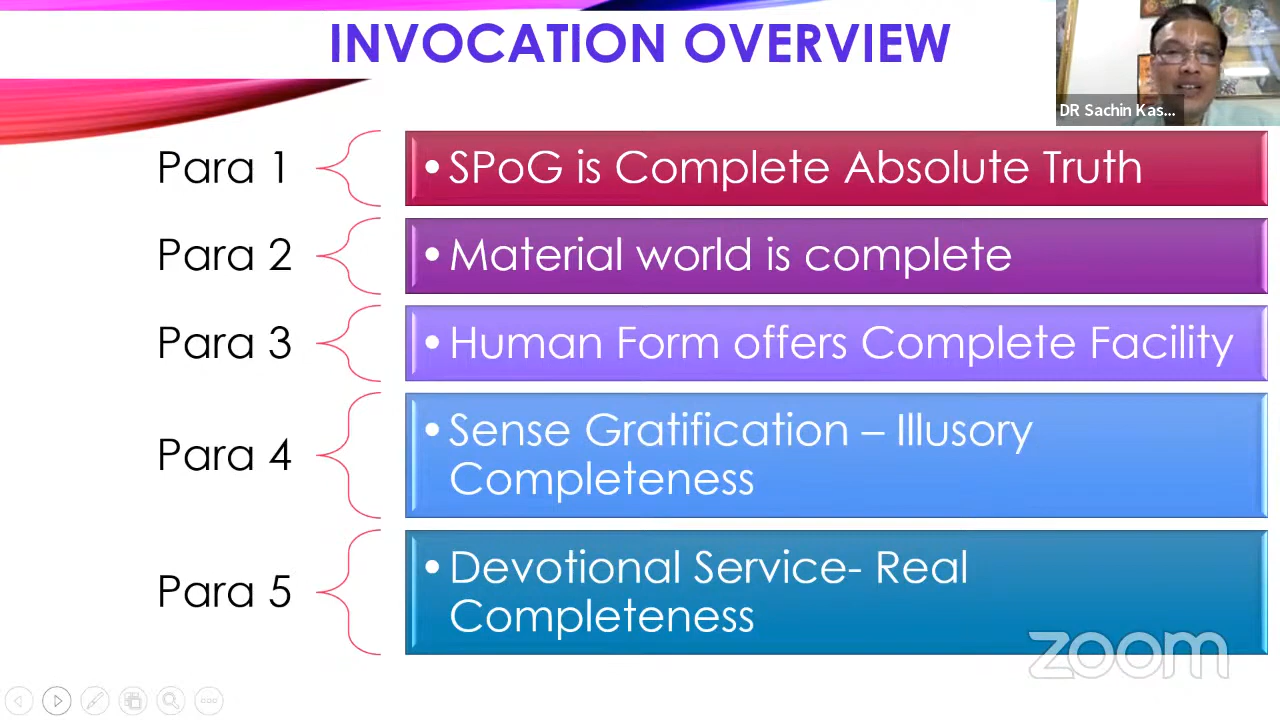 INVOCATION OVERVIEW
DR Sachin Kas...
Para 1
• SPoG is Complete Absolute Truth
Para 2
• Material world is complete
Para 3
• Human Form offers Complete Facility
Para 4
• Sense Gratification – Illusory
Completeness
Para 5
• Devotional Service- Real
Completeness
zoom